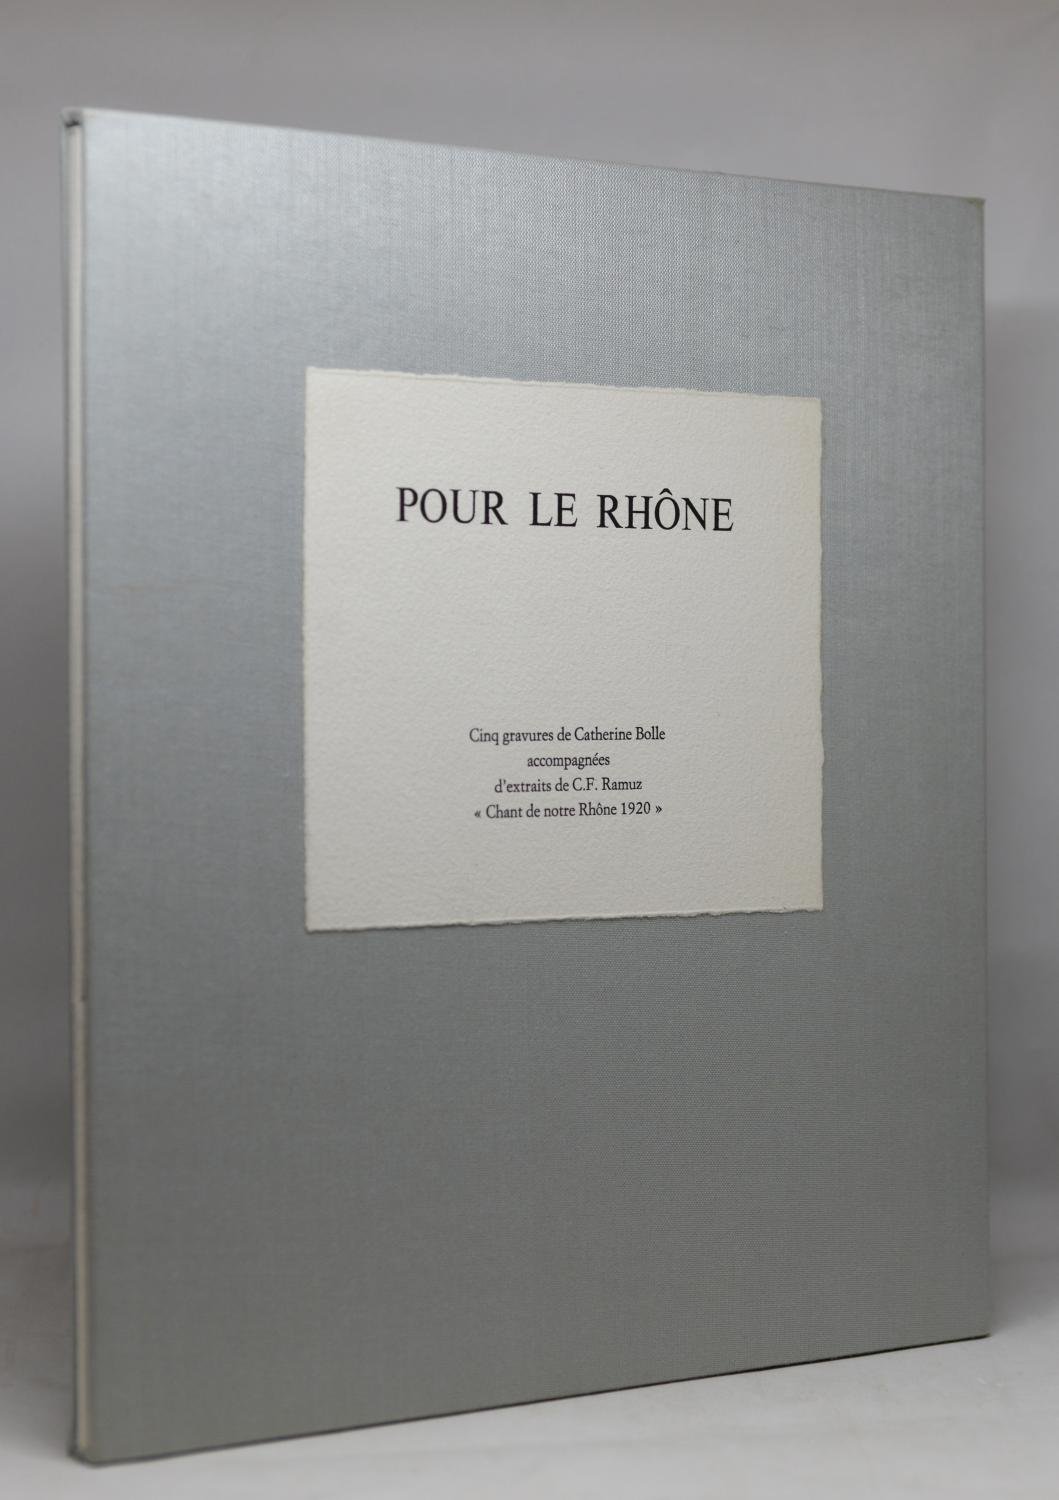 POUR LE RHÔNE
Cinq gravures de Catherine Bolle
accompagnées
d'extraits de C.F. Ramuz
« Chant de notre Rhône 1920 »